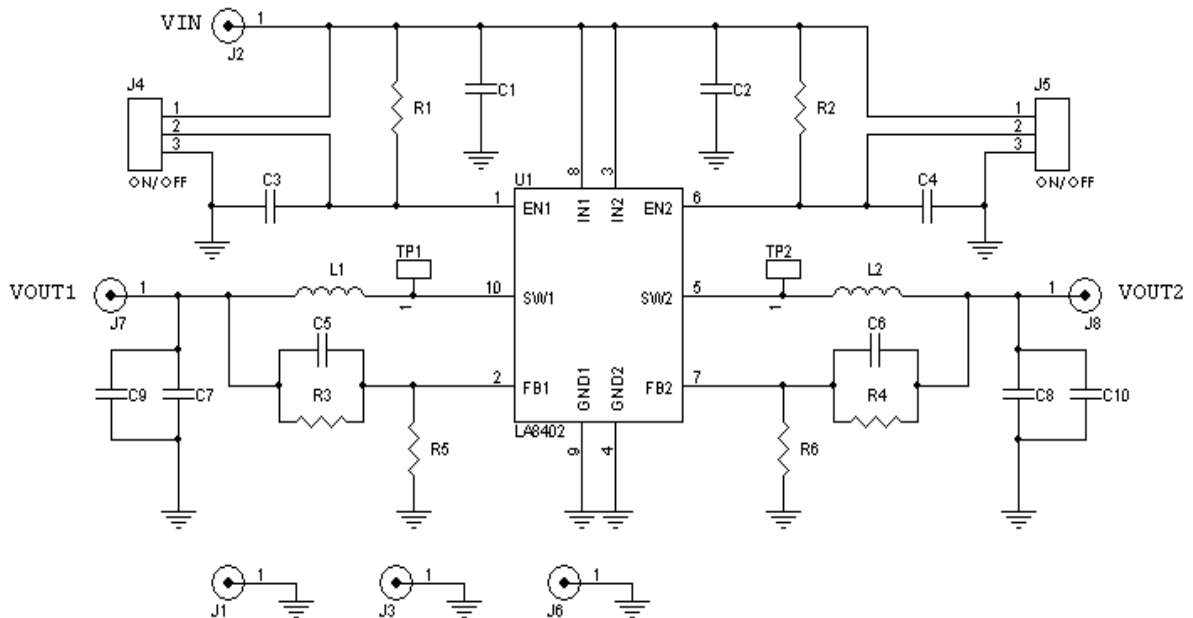 VIN 1
J2
J4 J5
1 1
2 2
3 3
R1 C1 C2 R2
ON/OFF ON/OFF
C3 U1 8 3 C4
1 EN1 IN1 IN2 EN2 6
TP1 TP2
L1 L2
VOUT1 1 10 SW1 SW2 5 1 VOUT2
J7 1 1 J8
C5 C6
2 FB1 GND1 GND2 FB2 7
C9 C7 R3 R4 C8 C10
LA8402
R5 9 4 R6
1 1 1
J1 J3 J6